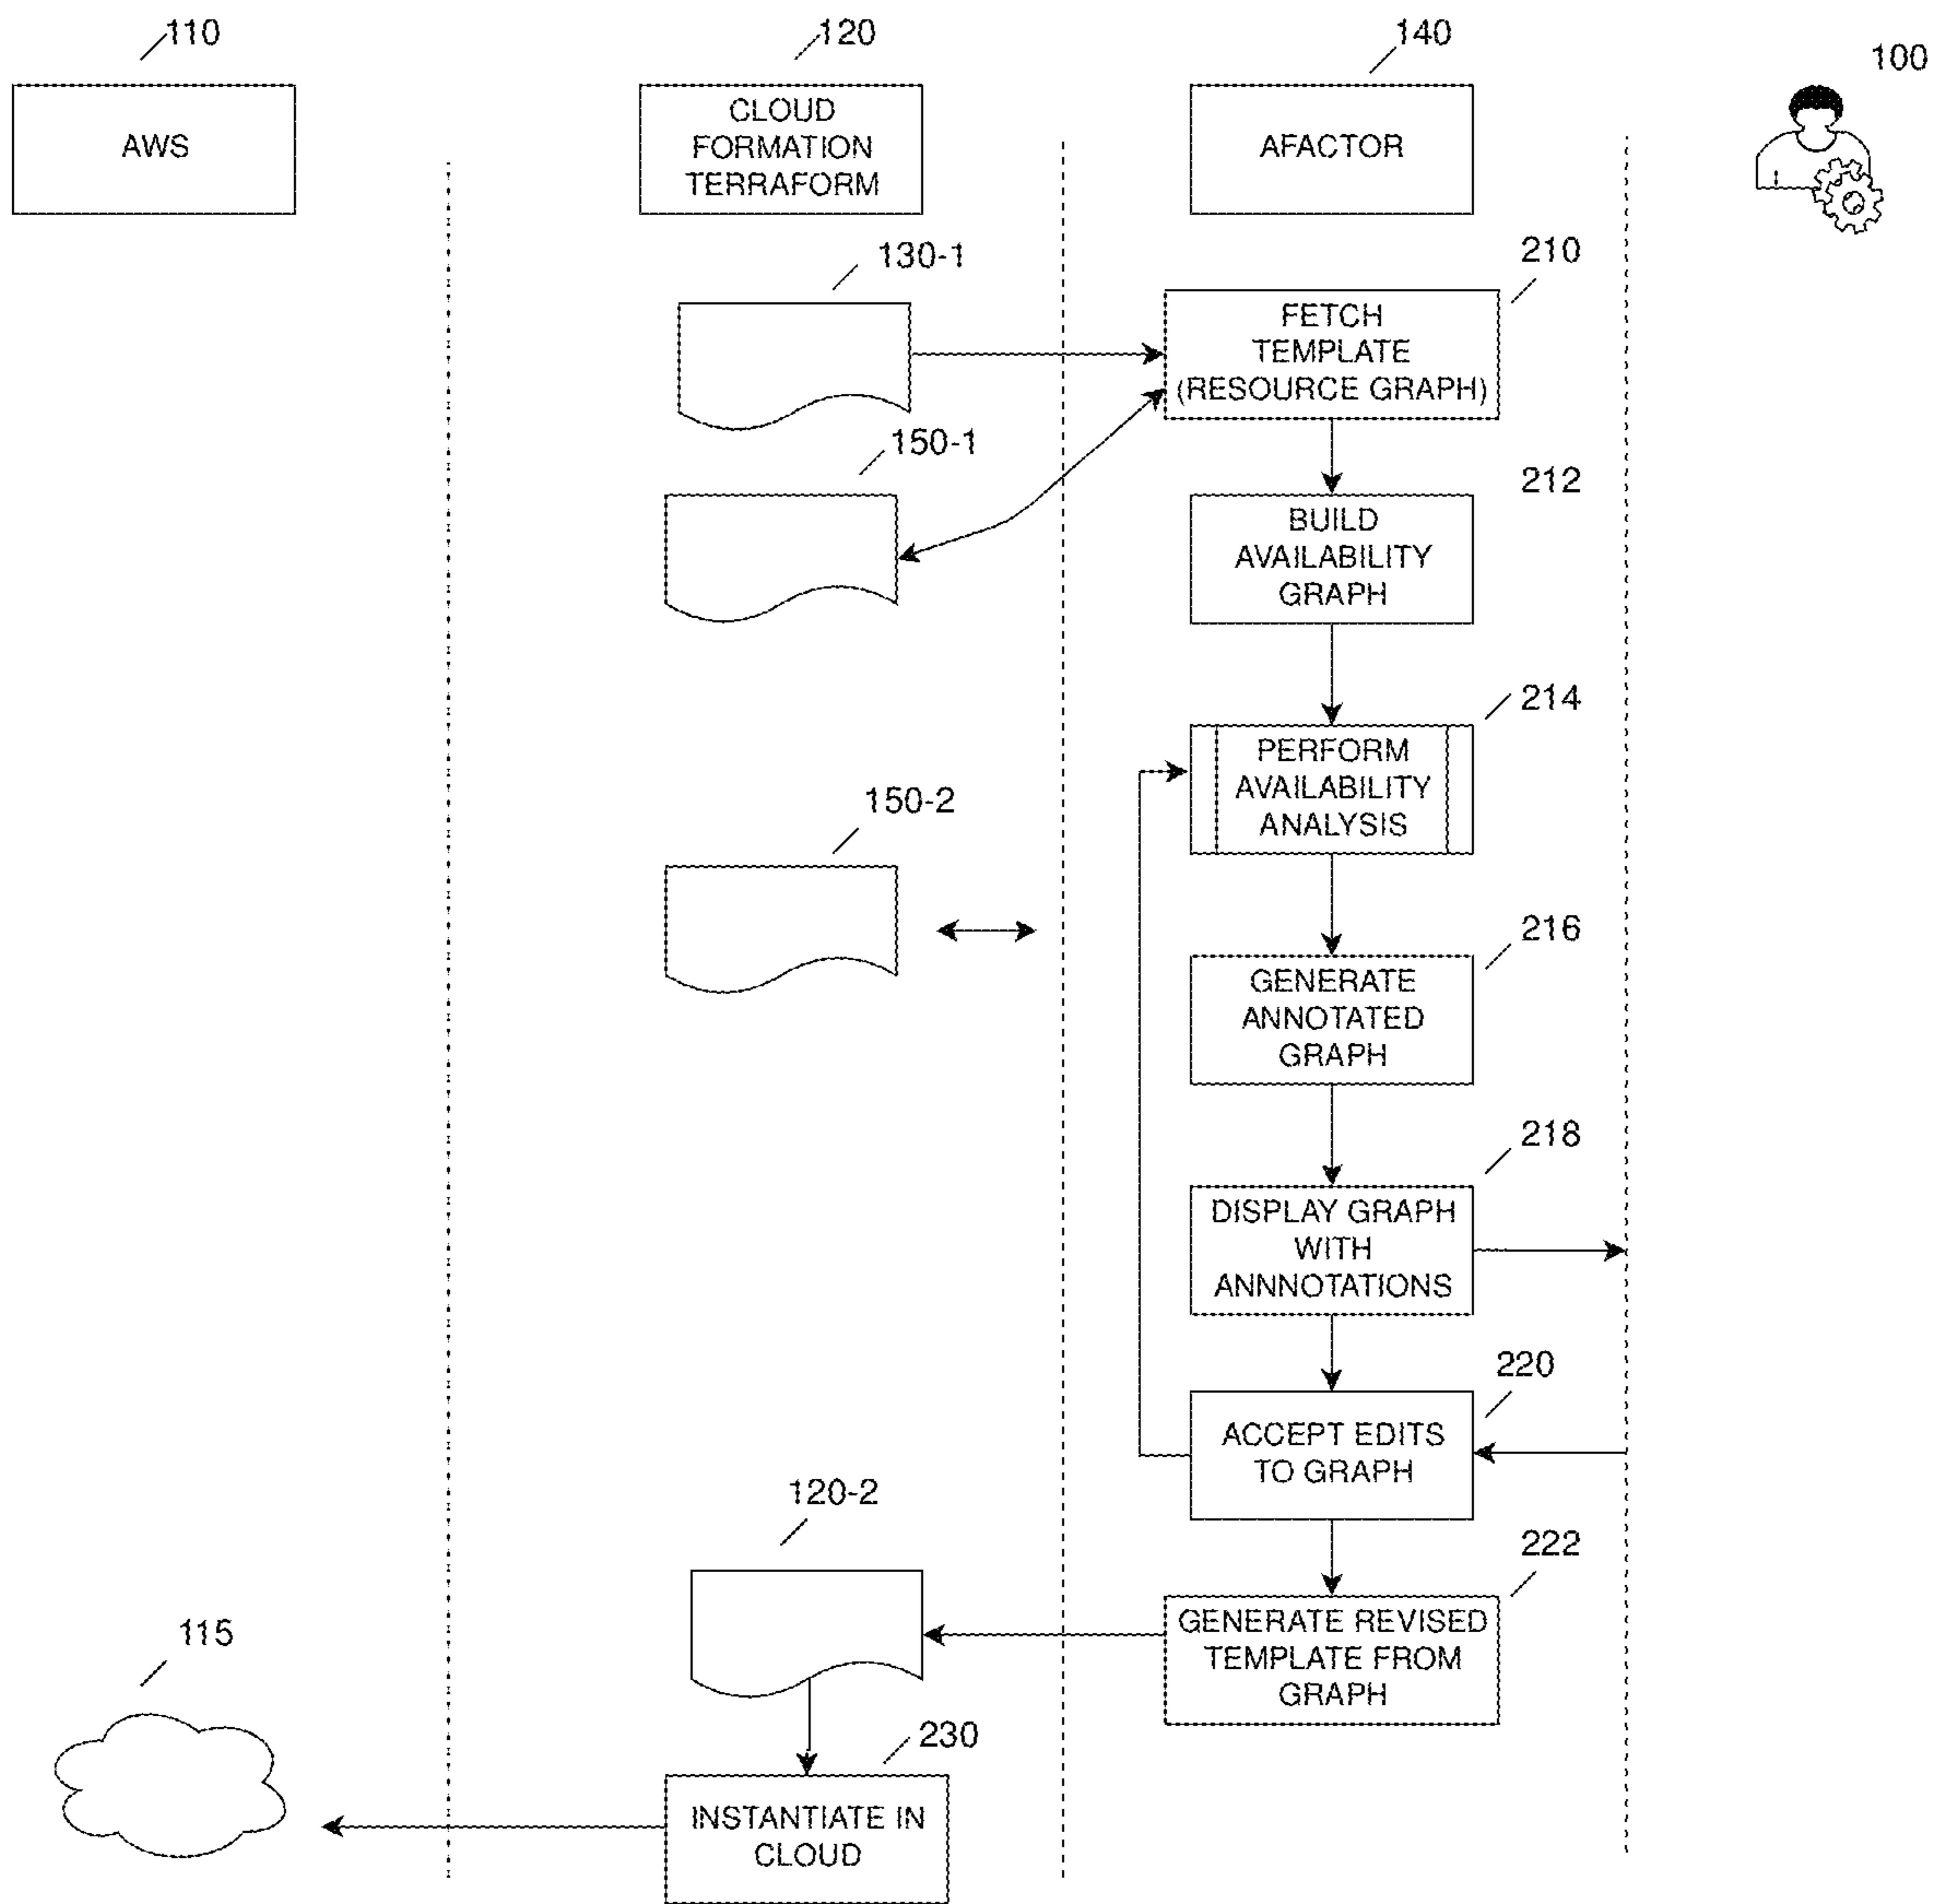 110
120
140
100
AWS
CLOUD
FORMATION
TERRAFORM
AFACTOR
130-1
210
FETCH
TEMPLATE
(RESOURCE GRAPH)
150-1
212
BUILD
AVAILABILITY
GRAPH
214
PERFORM
AVAILABILITY
ANALYSIS
150-2
216
GENERATE
ANNOTATED
GRAPH
218
DISPLAY GRAPH
WITH
ANNNOTATIONS
220
ACCEPT EDITS
TO GRAPH
120-2
222
GENERATE REVISED
TEMPLATE FROM
GRAPH
115
230
INSTANTIATE IN
CLOUD